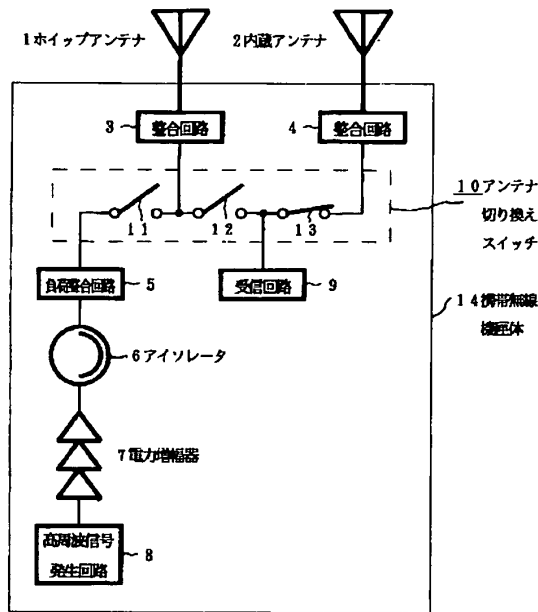 1ホイップアンテナ
2内蔵アンテナ
3
整合回路
4
整合回路
10アンテナ
切り換え
スイッチ
11
12
13
負荷整合回路
5
受信回路
9
14携帯無線
機筐体
6アイソレータ
7電力増幅器
高周波信号
発生回路
8